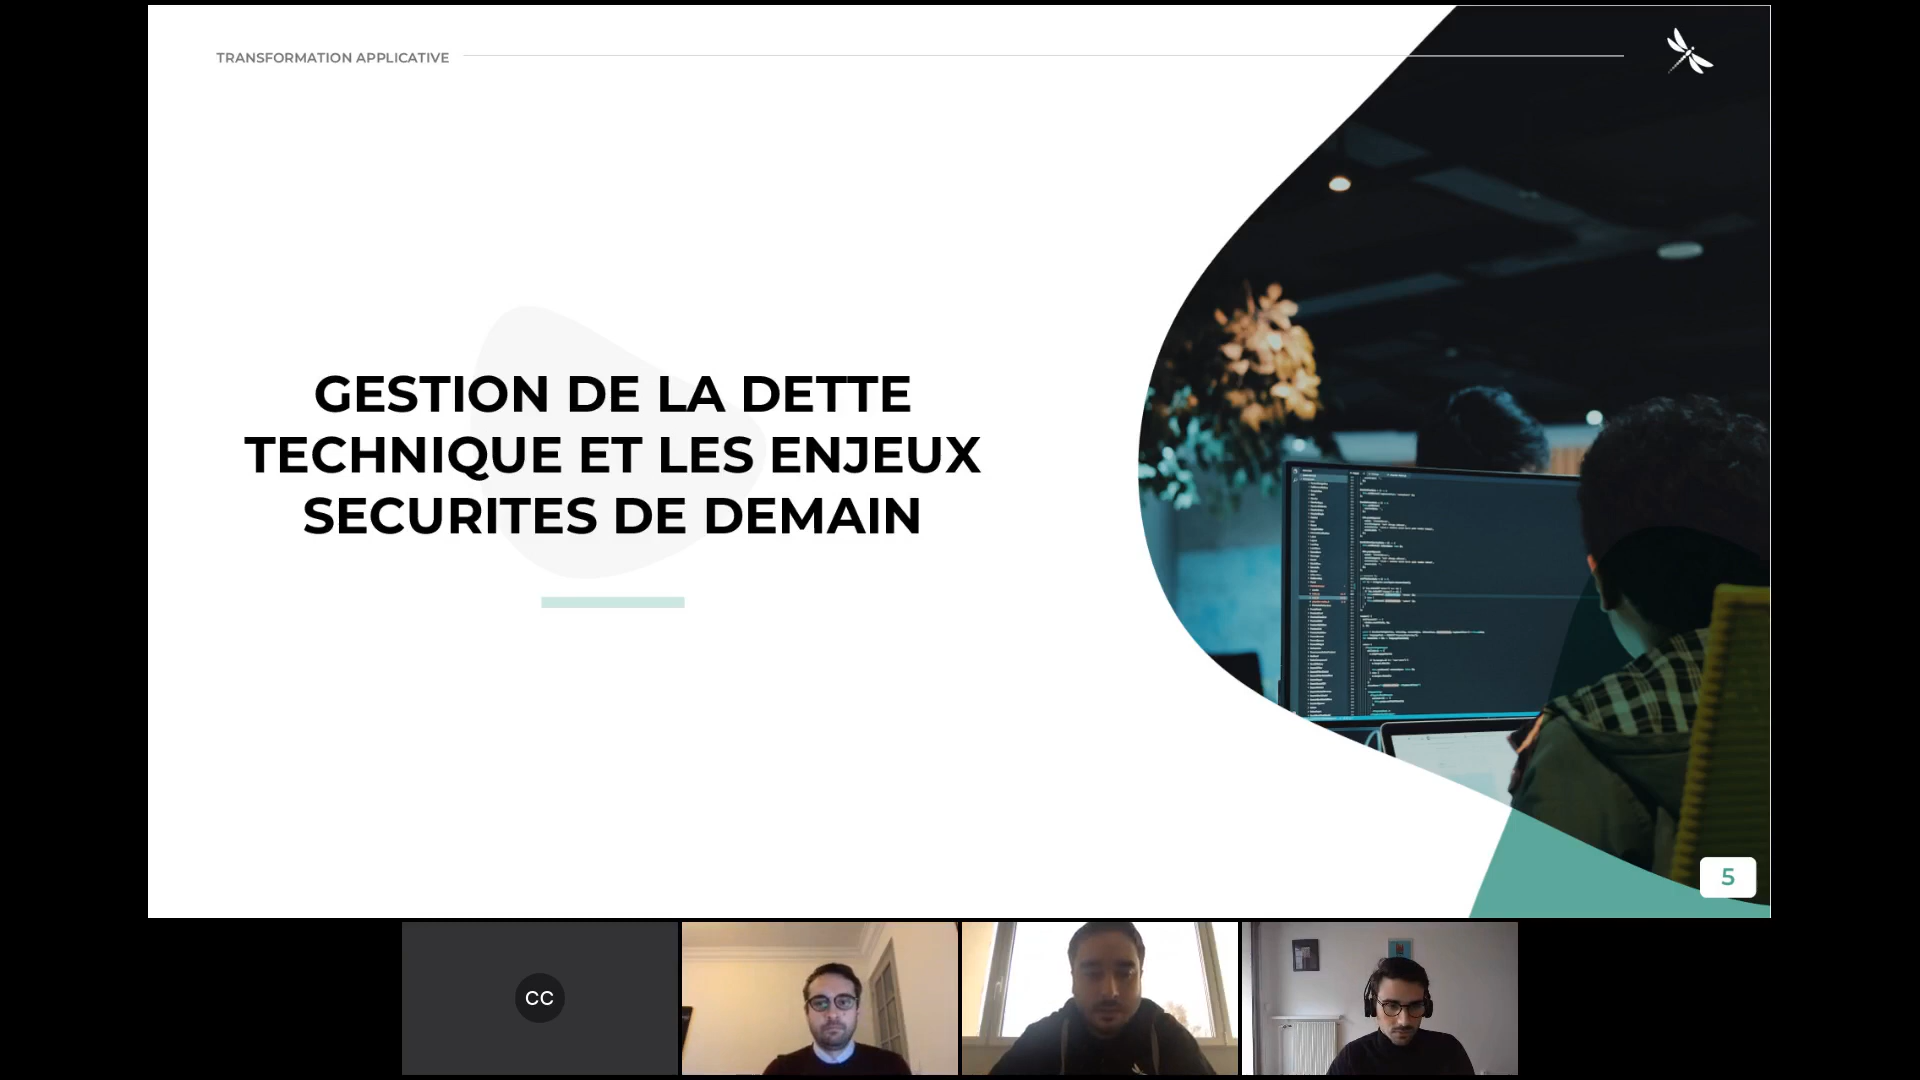 TRANSFORMATION APPLICATIVE
GESTION DE LA DETTE
TECHNIQUE ET LES ENJEUX
SECURITES DE DEMAIN
5
CC